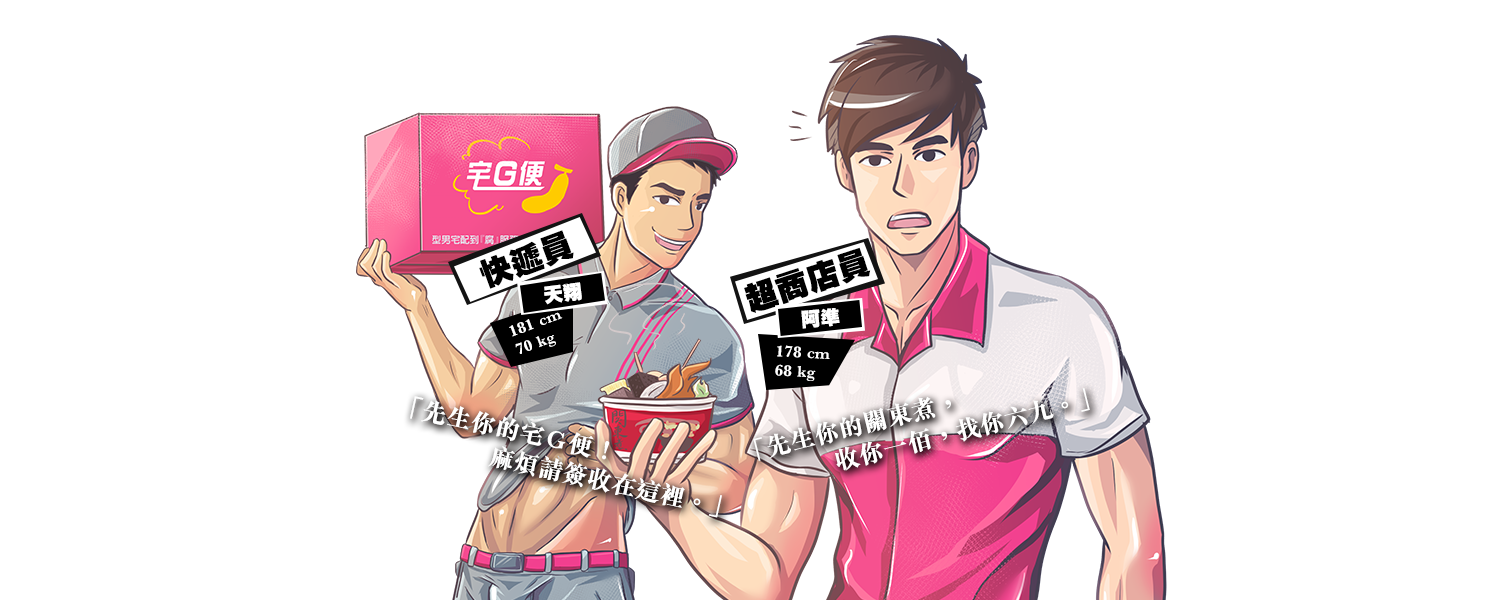 宅G便
型男宅配到『腐』
快遞員
天翔
181 cm
70 kg
「先生你的宅G便！
麻煩請簽收在這裡。」
超商店員
阿準
178 cm
68 kg
「先生你的關東煮，
收你一佰，找你六九。」